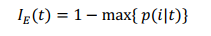 I_E(t) = 1 − max{ p(i|t)}